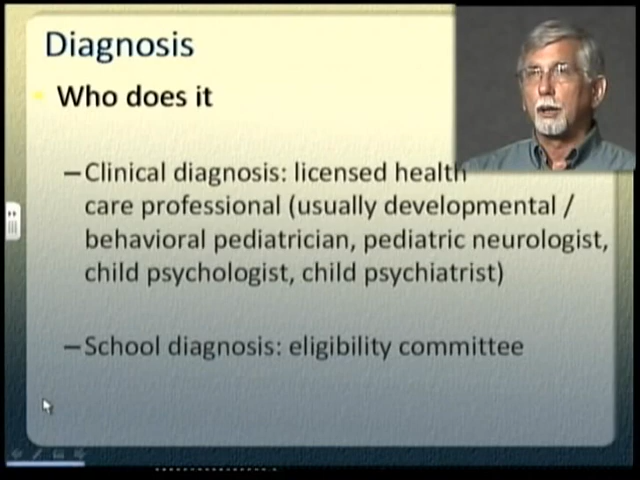 Diagnosis
Who does it
–Clinical diagnosis: licensed health
care professional (usually developmental /
behavioral pediatrician, pediatric neurologist,
child psychologist, child psychiatrist)
–School diagnosis: eligibility committee